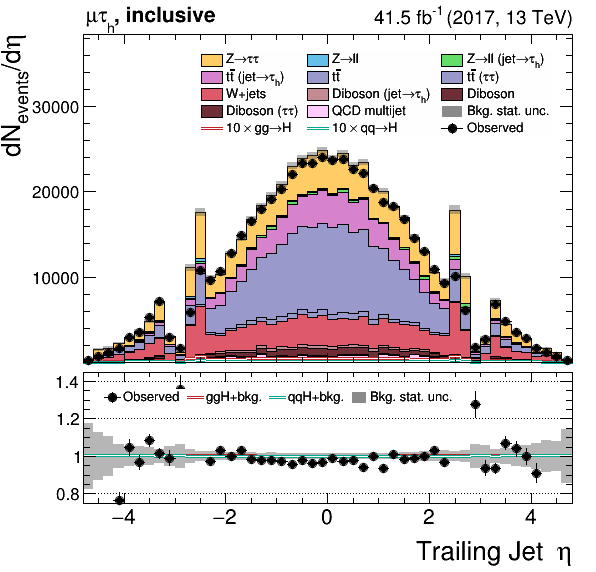 μτₕ, inclusive 41.5 fb⁻¹ (2017, 13 TeV)
dN_events/dη
Z→ττ Z→ll Z→ll (jet→τₕ)
tt̄ (jet→τₕ) tt̄ tt̄ (ττ)
W+jets Diboson (jet→τₕ) Diboson
Diboson (ττ) QCD multijet Bkg. stat. unc.
10 × gg→H 10 × qq→H Observed
30000
20000
10000
1.4
Observed ggH+bkg. qqH+bkg. Bkg. stat. unc.
1.2
1
0.8
−4 −2 0 2 4
Trailing Jet η